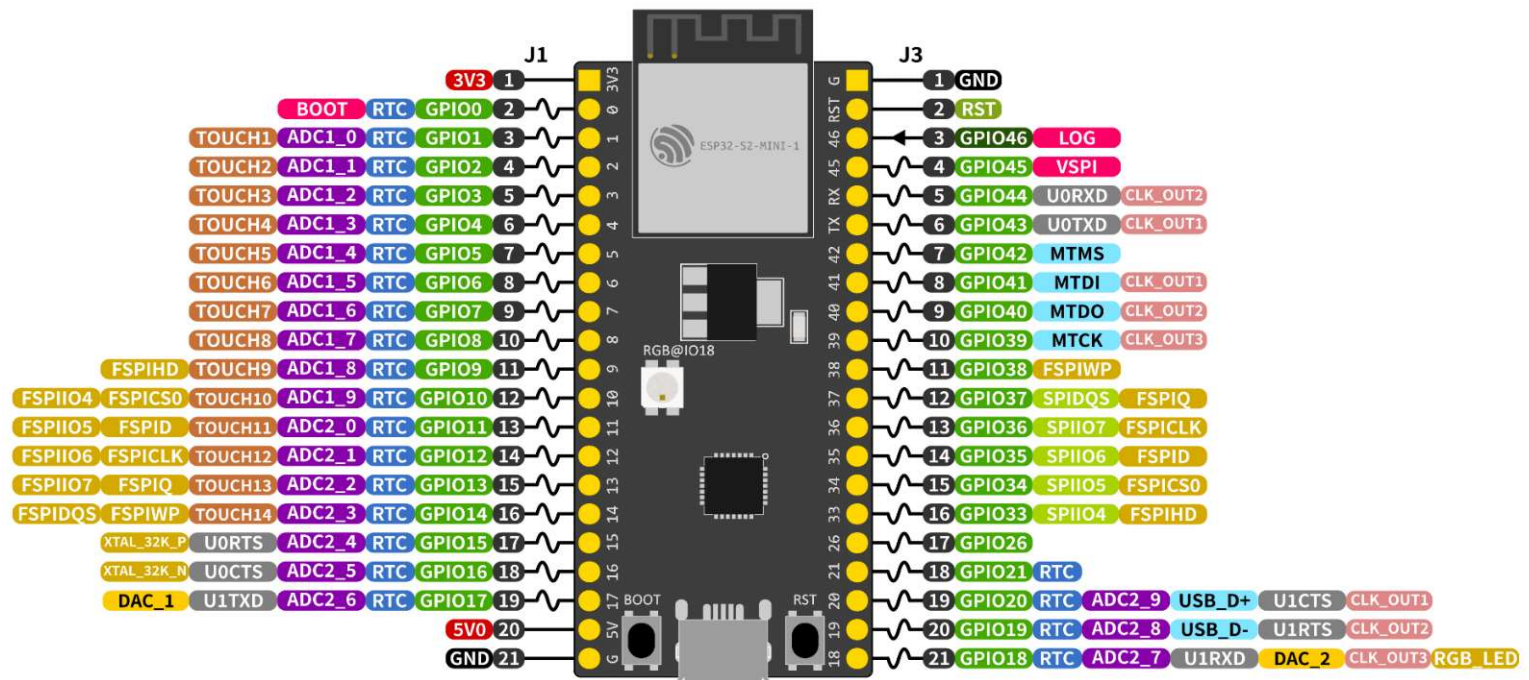 J1 J3
3V3 1 3V3 G 1 GND
BOOT RTC GPIO0 2 0 RST 2 RST
TOUCH1 ADC1_0 RTC GPIO1 3 1 46 3 GPIO46 LOG
TOUCH2 ADC1_1 RTC GPIO2 4 2 45 4 GPIO45 VSPI
TOUCH3 ADC1_2 RTC GPIO3 5 3 RX 5 GPIO44 U0RXD CLK_OUT2
TOUCH4 ADC1_3 RTC GPIO4 6 4 TX 6 GPIO43 U0TXD CLK_OUT1
TOUCH5 ADC1_4 RTC GPIO5 7 5 42 7 GPIO42 MTMS
TOUCH6 ADC1_5 RTC GPIO6 8 6 41 8 GPIO41 MTDI CLK_OUT1
TOUCH7 ADC1_6 RTC GPIO7 9 7 40 9 GPIO40 MTDO CLK_OUT2
TOUCH8 ADC1_7 RTC GPIO8 10 8 39 10 GPIO39 MTCK CLK_OUT3
FSPIHD TOUCH9 ADC1_8 RTC GPIO9 11 9 38 11 GPIO38 FSPIWP
FSPIIO4 FSPICS0 TOUCH10 ADC1_9 RTC GPIO10 12 10 37 12 GPIO37 SPIDQS FSPIQ
FSPIIO5 FSPID TOUCH11 ADC2_0 RTC GPIO11 13 11 36 13 GPIO36 SPIIO7 FSPICLK
FSPIIO6 FSPICLK TOUCH12 ADC2_1 RTC GPIO12 14 12 35 14 GPIO35 SPIIO6 FSPID
FSPIIO7 FSPIQ TOUCH13 ADC2_2 RTC GPIO13 15 13 34 15 GPIO34 SPIIO5 FSPICS0
FSPIDQS FSPIWP TOUCH14 ADC2_3 RTC GPIO14 16 14 33 16 GPIO33 SPIIO4 FSPIHD
XTAL_32K_P U0RTS ADC2_4 RTC GPIO15 17 15 26 17 GPIO26
XTAL_32K_N U0CTS ADC2_5 RTC GPIO16 18 16 21 18 GPIO21 RTC
DAC_1 U1TXD ADC2_6 RTC GPIO17 19 17 20 19 GPIO20 RTC ADC2_9 USB_D+ U1CTS CLK_OUT1
5V0 20 5V 19 20 GPIO19 RTC ADC2_8 USB_D- U1RTS CLK_OUT2
GND 21 G 18 21 GPIO18 RTC ADC2_7 U1RXD DAC_2 CLK_OUT3 RGB_LED
ESP32-S2-MINI-1
RGB@IO18
BOOT RST